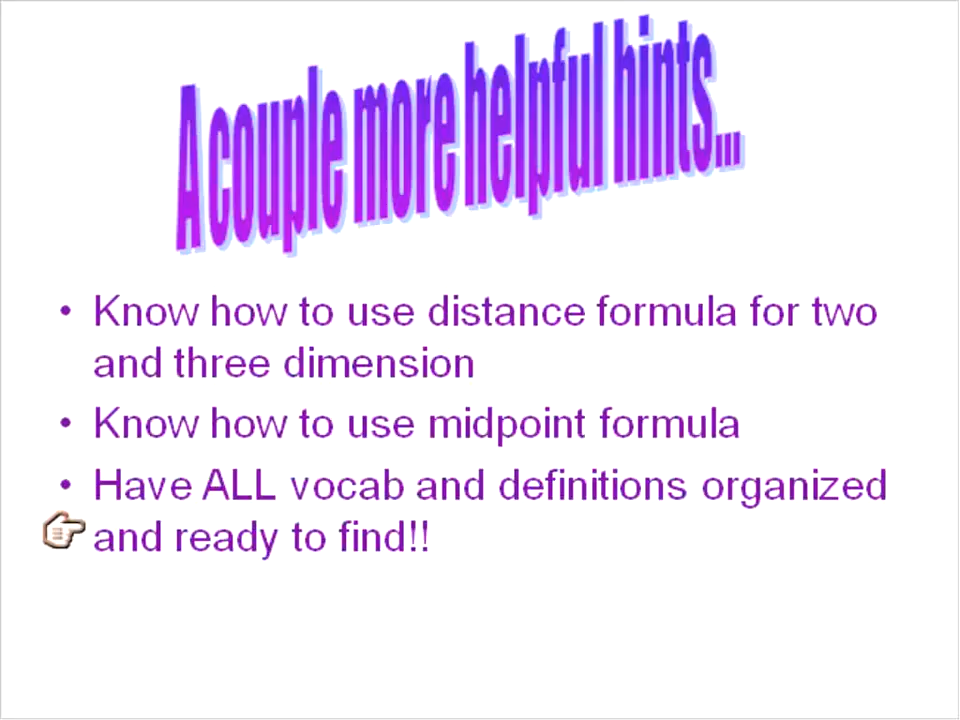 A couple more helpful hints...
• Know how to use distance formula for two
and three dimension
• Know how to use midpoint formula
• Have ALL vocab and definitions organized
and ready to find!!